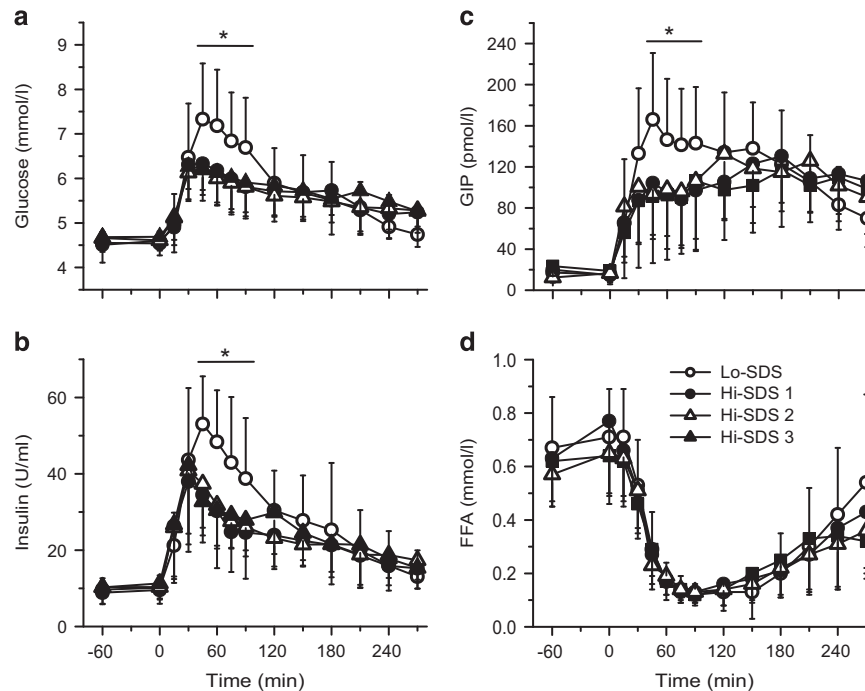 a
*
9
8
7
6
5
4
Glucose (mmol/l)
c
*
240
200
160
120
80
40
0
GIP (pmol/l)
b
*
60
40
20
0
Insulin (U/ml)
-60 0 60 120 180 240
Time (min)
d
1.0
0.8
0.6
0.4
0.2
0.0
FFA (mmol/l)
Lo-SDS
Hi-SDS 1
Hi-SDS 2
Hi-SDS 3
-60 0 60 120 180 240
Time (min)